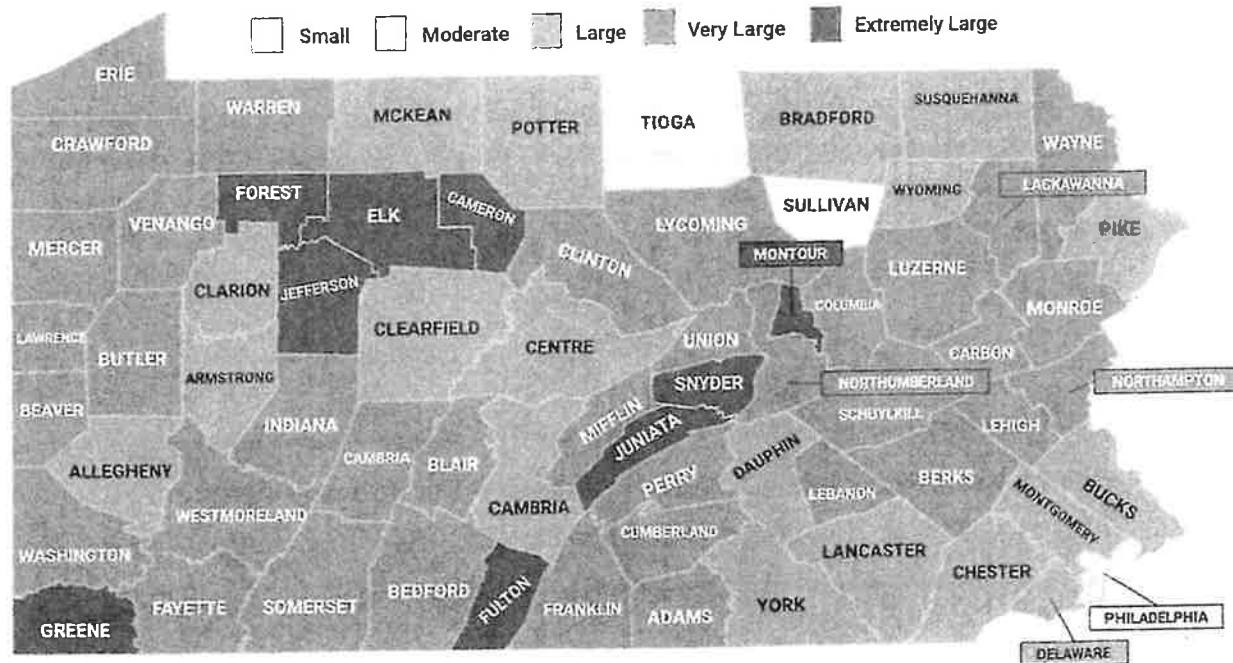 Small Moderate Large Very Large Extremely Large
ERIE
WARREN
MCKEAN
POTTER
TIOGA
BRADFORD
SUSQUEHANNA
CRAWFORD
WAYNE
FOREST
ELK
CAMERON
WYOMING
LACKAWANNA
VENANGO
SULLIVAN
LYCOMING
PIKE
MERCER
MONTOUR
CLINTON
LUZERNE
CLARION
JEFFERSON
COLUMBIA
MONROE
CLEARFIELD
LAWRENCE
BUTLER
CENTRE
UNION
CARBON
ARMSTRONG
SNYDER
NORTHUMBERLAND
NORTHAMPTON
BEAVER
INDIANA
MIFFLIN
SCHUYLKILL
LEHIGH
JUNIATA
ALLEGHENY
CAMBRIA
BLAIR
DAUPHIN
PERRY
BERKS
LEBANON
BUCKS
CAMBRIA
WESTMORELAND
MONTGOMERY
CUMBERLAND
WASHINGTON
LANCASTER
CHESTER
BEDFORD
FULTON
FAYETTE
SOMERSET
FRANKLIN
ADAMS
YORK
GREENE
PHILADELPHIA
DELAWARE